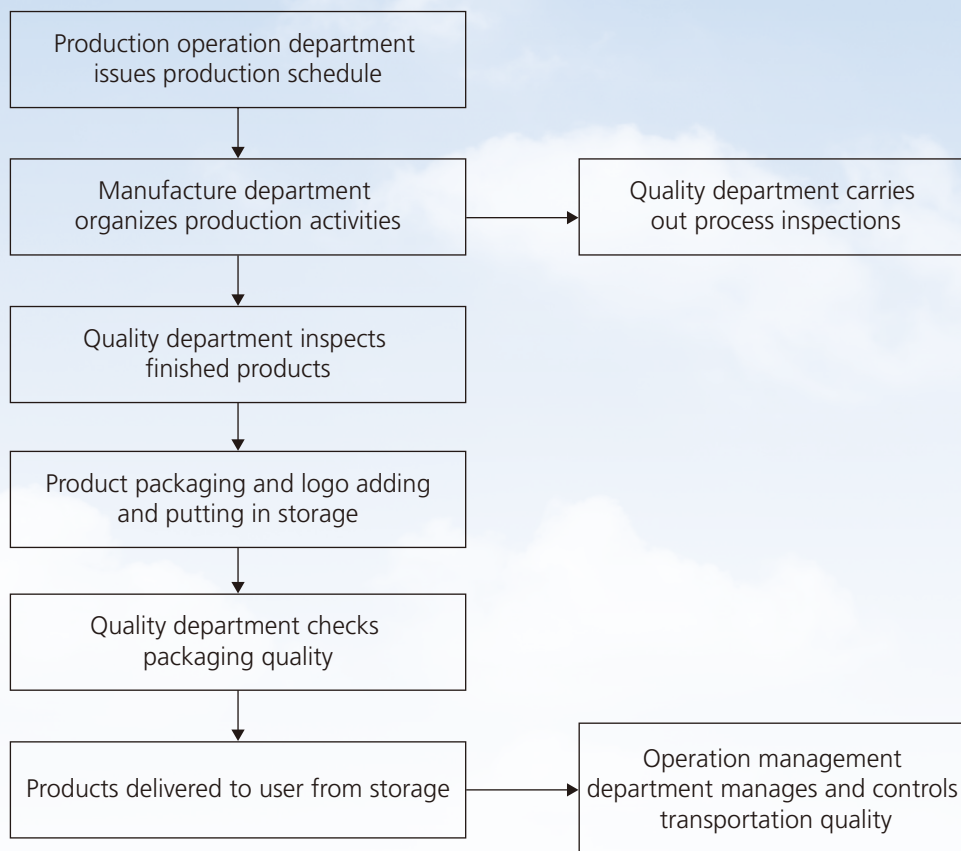 Production operation department
issues production schedule
Manufacture department
organizes production activities
Quality department carries
out process inspections
Quality department inspects
finished products
Product packaging and logo adding
and putting in storage
Quality department checks
packaging quality
Products delivered to user from storage
Operation management
department manages and controls
transportation quality